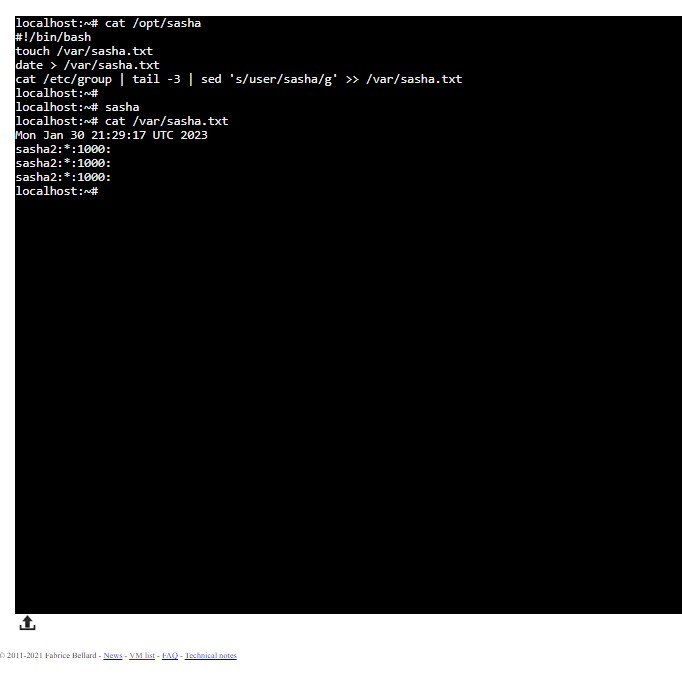 localhost:~# cat /opt/sasha
#!/bin/bash
touch /var/sasha.txt
date > /var/sasha.txt
cat /etc/group | tail -3 | sed 's/user/sasha/g' >> /var/sasha.txt
localhost:~#
localhost:~# sasha
localhost:~# cat /var/sasha.txt
Mon Jan 30 21:29:17 UTC 2023
sasha2:*:1000:
sasha2:*:1000:
sasha2:*:1000:
localhost:~#
© 2011-2021 Fabrice Bellard - News - VM list - FAQ - Technical notes